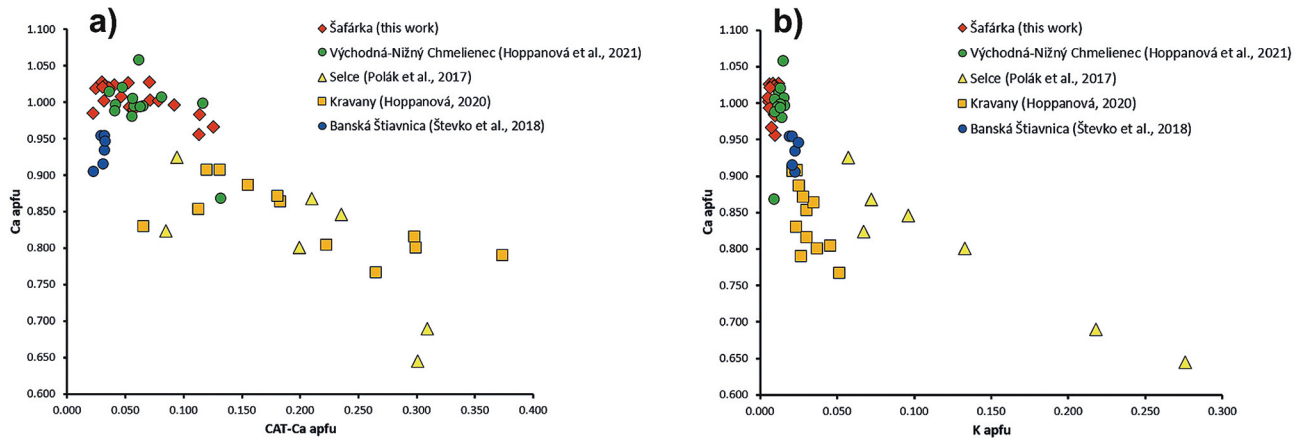 a)
Šafárka (this work)
Východná-Nižný Chmelienec (Hoppanová et al., 2021)
Selce (Polák et al., 2017)
Kravany (Hoppanová, 2020)
Banská Štiavnica (Števko et al., 2018)
Ca apfu
1.100
1.050
1.000
0.950
0.900
0.850
0.800
0.750
0.700
0.650
0.600
0.000 0.050 0.100 0.150 0.200 0.250 0.300 0.350 0.400
CAT-Ca apfu
b)
Šafárka (this work)
Východná-Nižný Chmelienec (Hoppanová et al., 2021)
Selce (Polák et al., 2017)
Kravany (Hoppanová, 2020)
Banská Štiavnica (Števko et al., 2018)
Ca apfu
1.100
1.050
1.000
0.950
0.900
0.850
0.800
0.750
0.700
0.650
0.600
0.000 0.050 0.100 0.150 0.200 0.250 0.300
K apfu